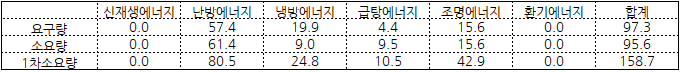 신재생에너지 난방에너지 냉방에너지 급탕에너지 조명에너지 환기에너지 합계
요구량 0.0 57.4 19.9 4.4 15.6 0.0 97.3
소요량 0.0 61.4 9.0 9.5 15.6 0.0 95.6
1차소요량 0.0 80.5 24.8 10.5 42.9 0.0 158.7